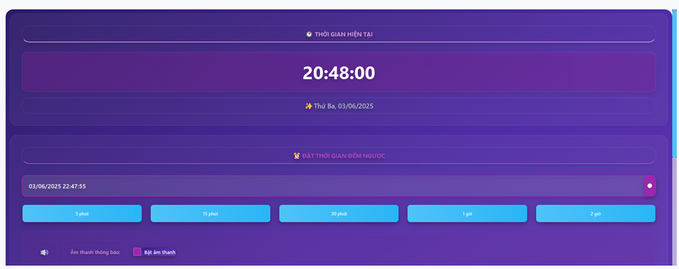 THỜI GIAN HIỆN TẠI
20:48:00
✨ Thứ Ba, 03/06/2025
ĐẶT THỜI GIAN ĐẾM NGƯỢC
03/06/2025 22:47:55
5 phút
15 phút
30 phút
1 giờ
2 giờ
Âm thanh thông báo:
Bật âm thanh